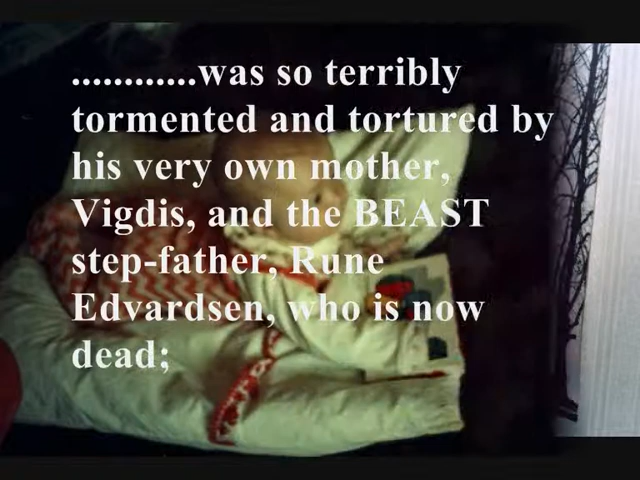 ............was so terribly
tormented and tortured by
his very own mother,
Vigdis, and the BEAST
step-father, Rune
Edvardsen, who is now
dead;